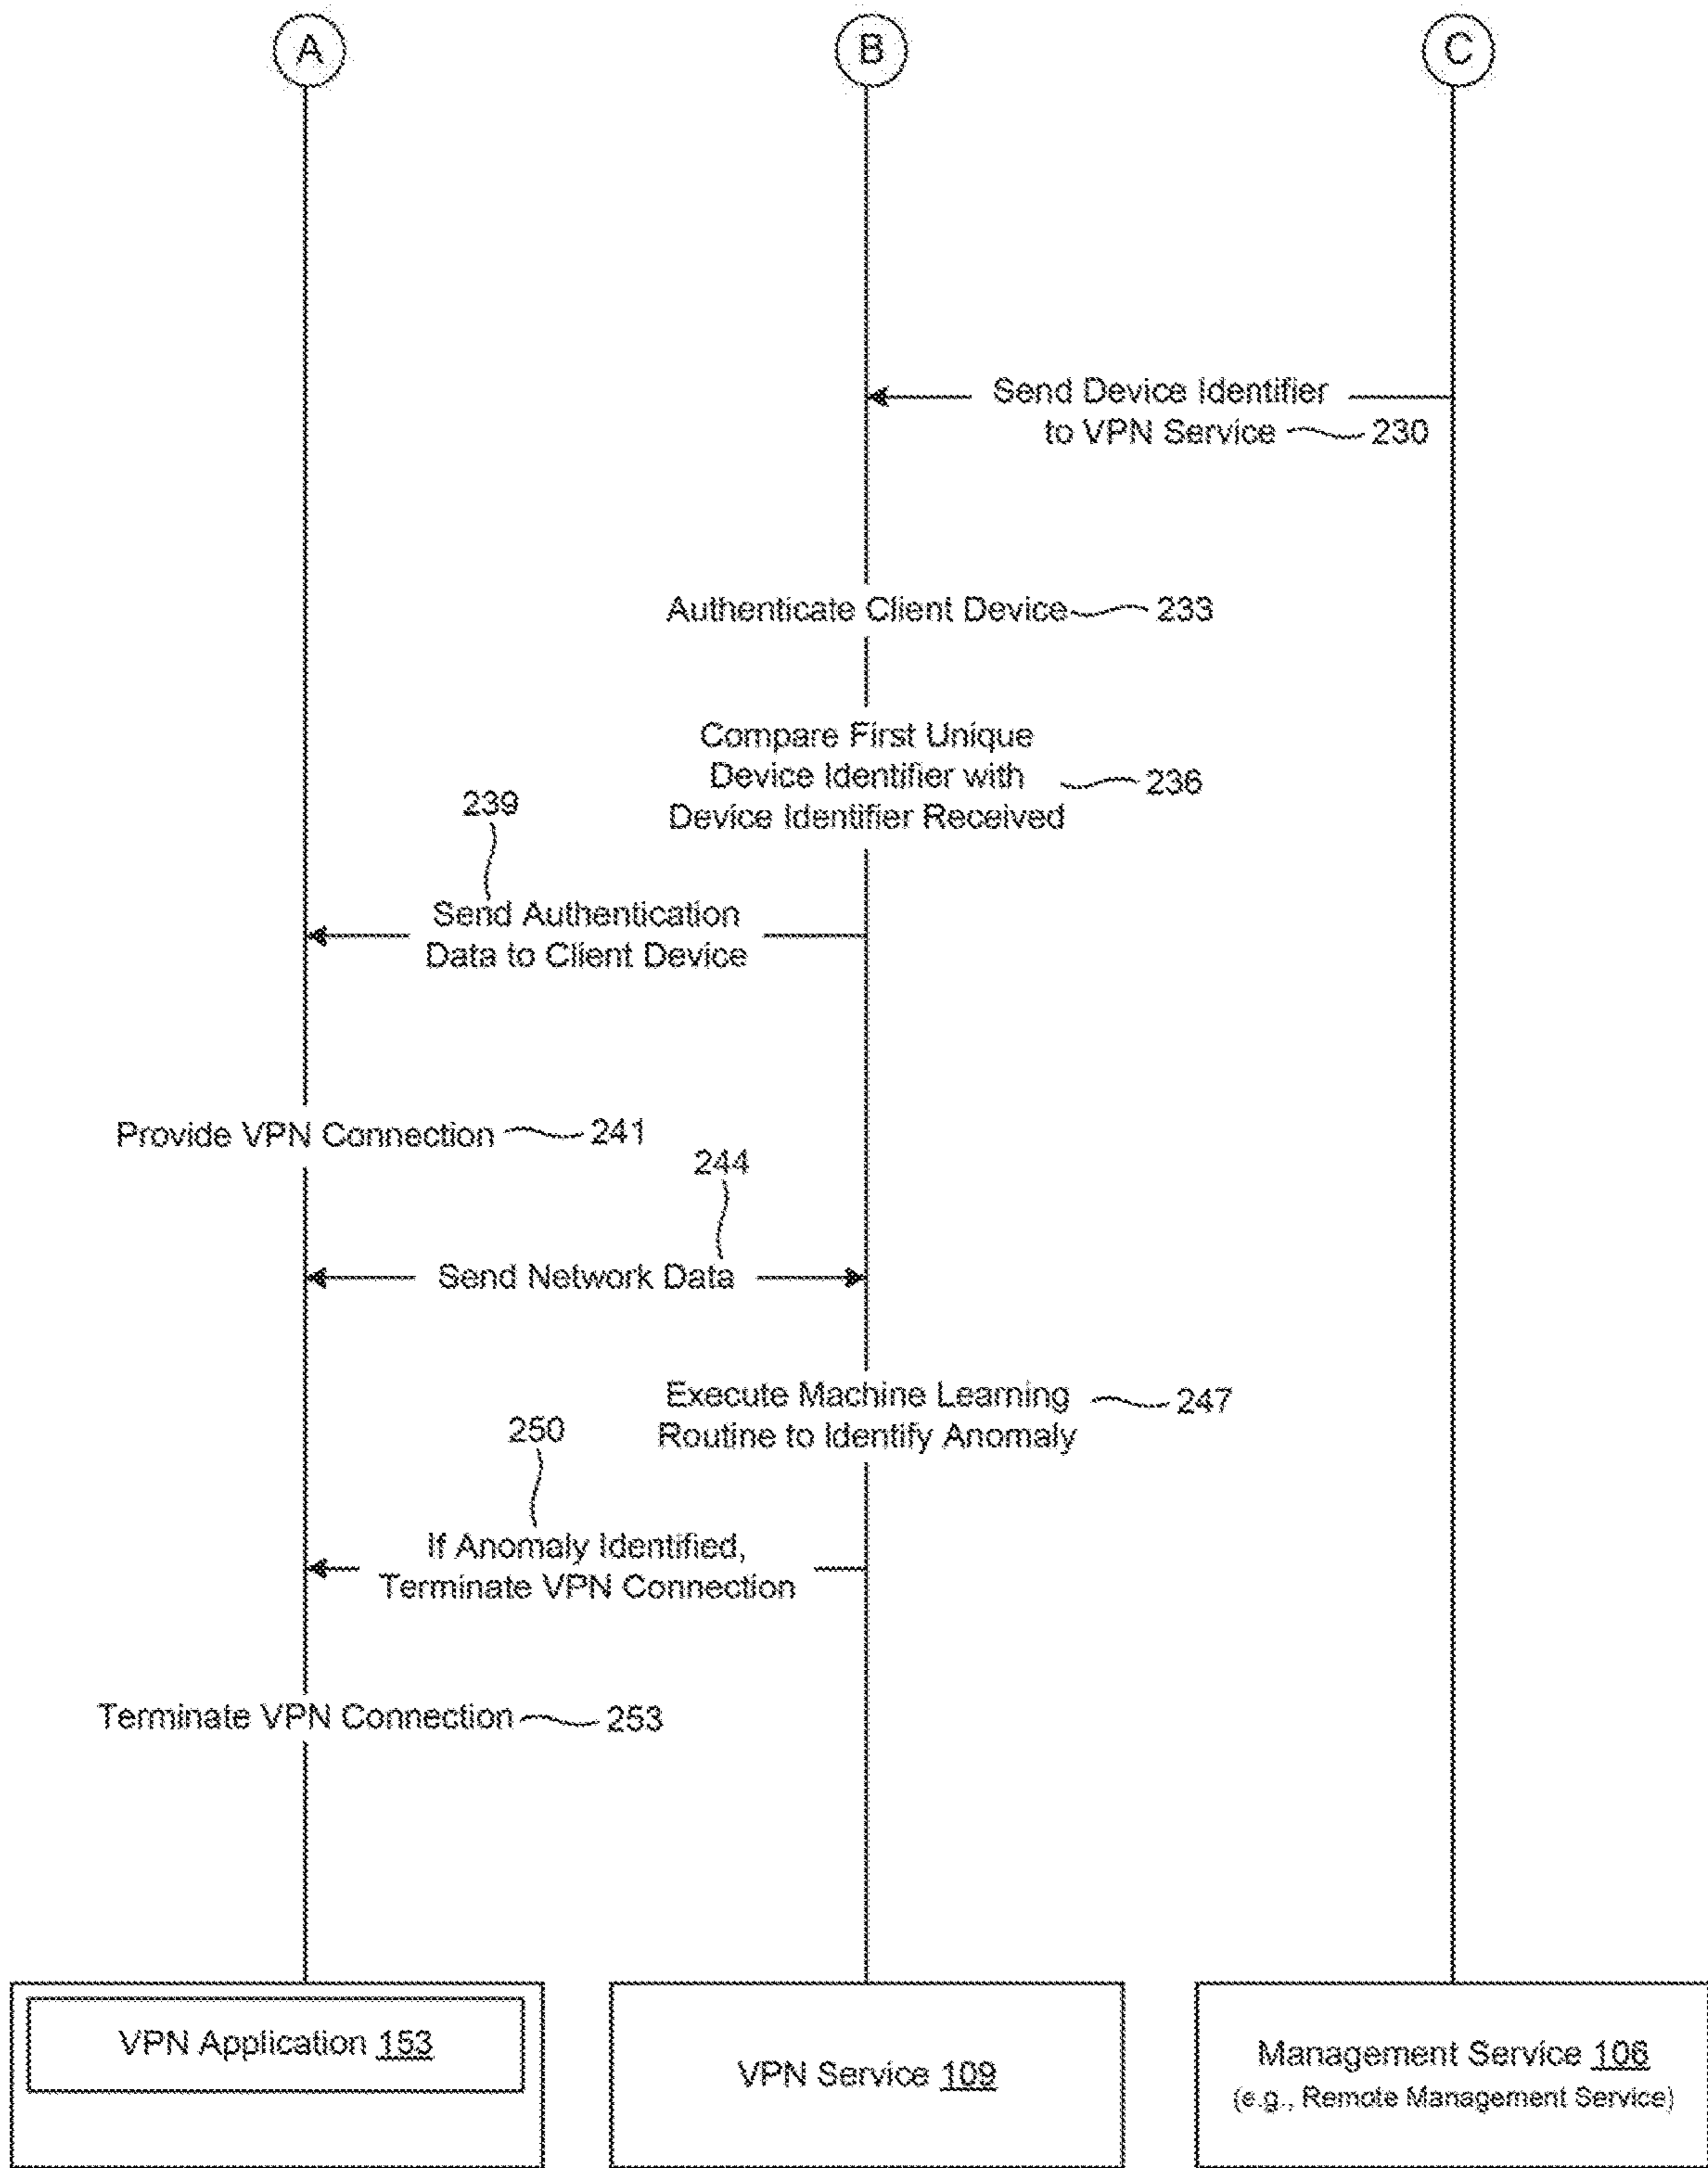 A
B
C
Send Device Identifier
to VPN Service 230
Authenticate Client Device 233
Compare First Unique
Device Identifier with 236
Device Identifier Received
239
Send Authentication
Data to Client Device
Provide VPN Connection 241
244
Send Network Data
Execute Machine Learning 247
Routine to Identify Anomaly
250
If Anomaly Identified,
Terminate VPN Connection
Terminate VPN Connection 253
VPN Application 153
VPN Service 109
Management Service 106
(e.g., Remote Management Service)